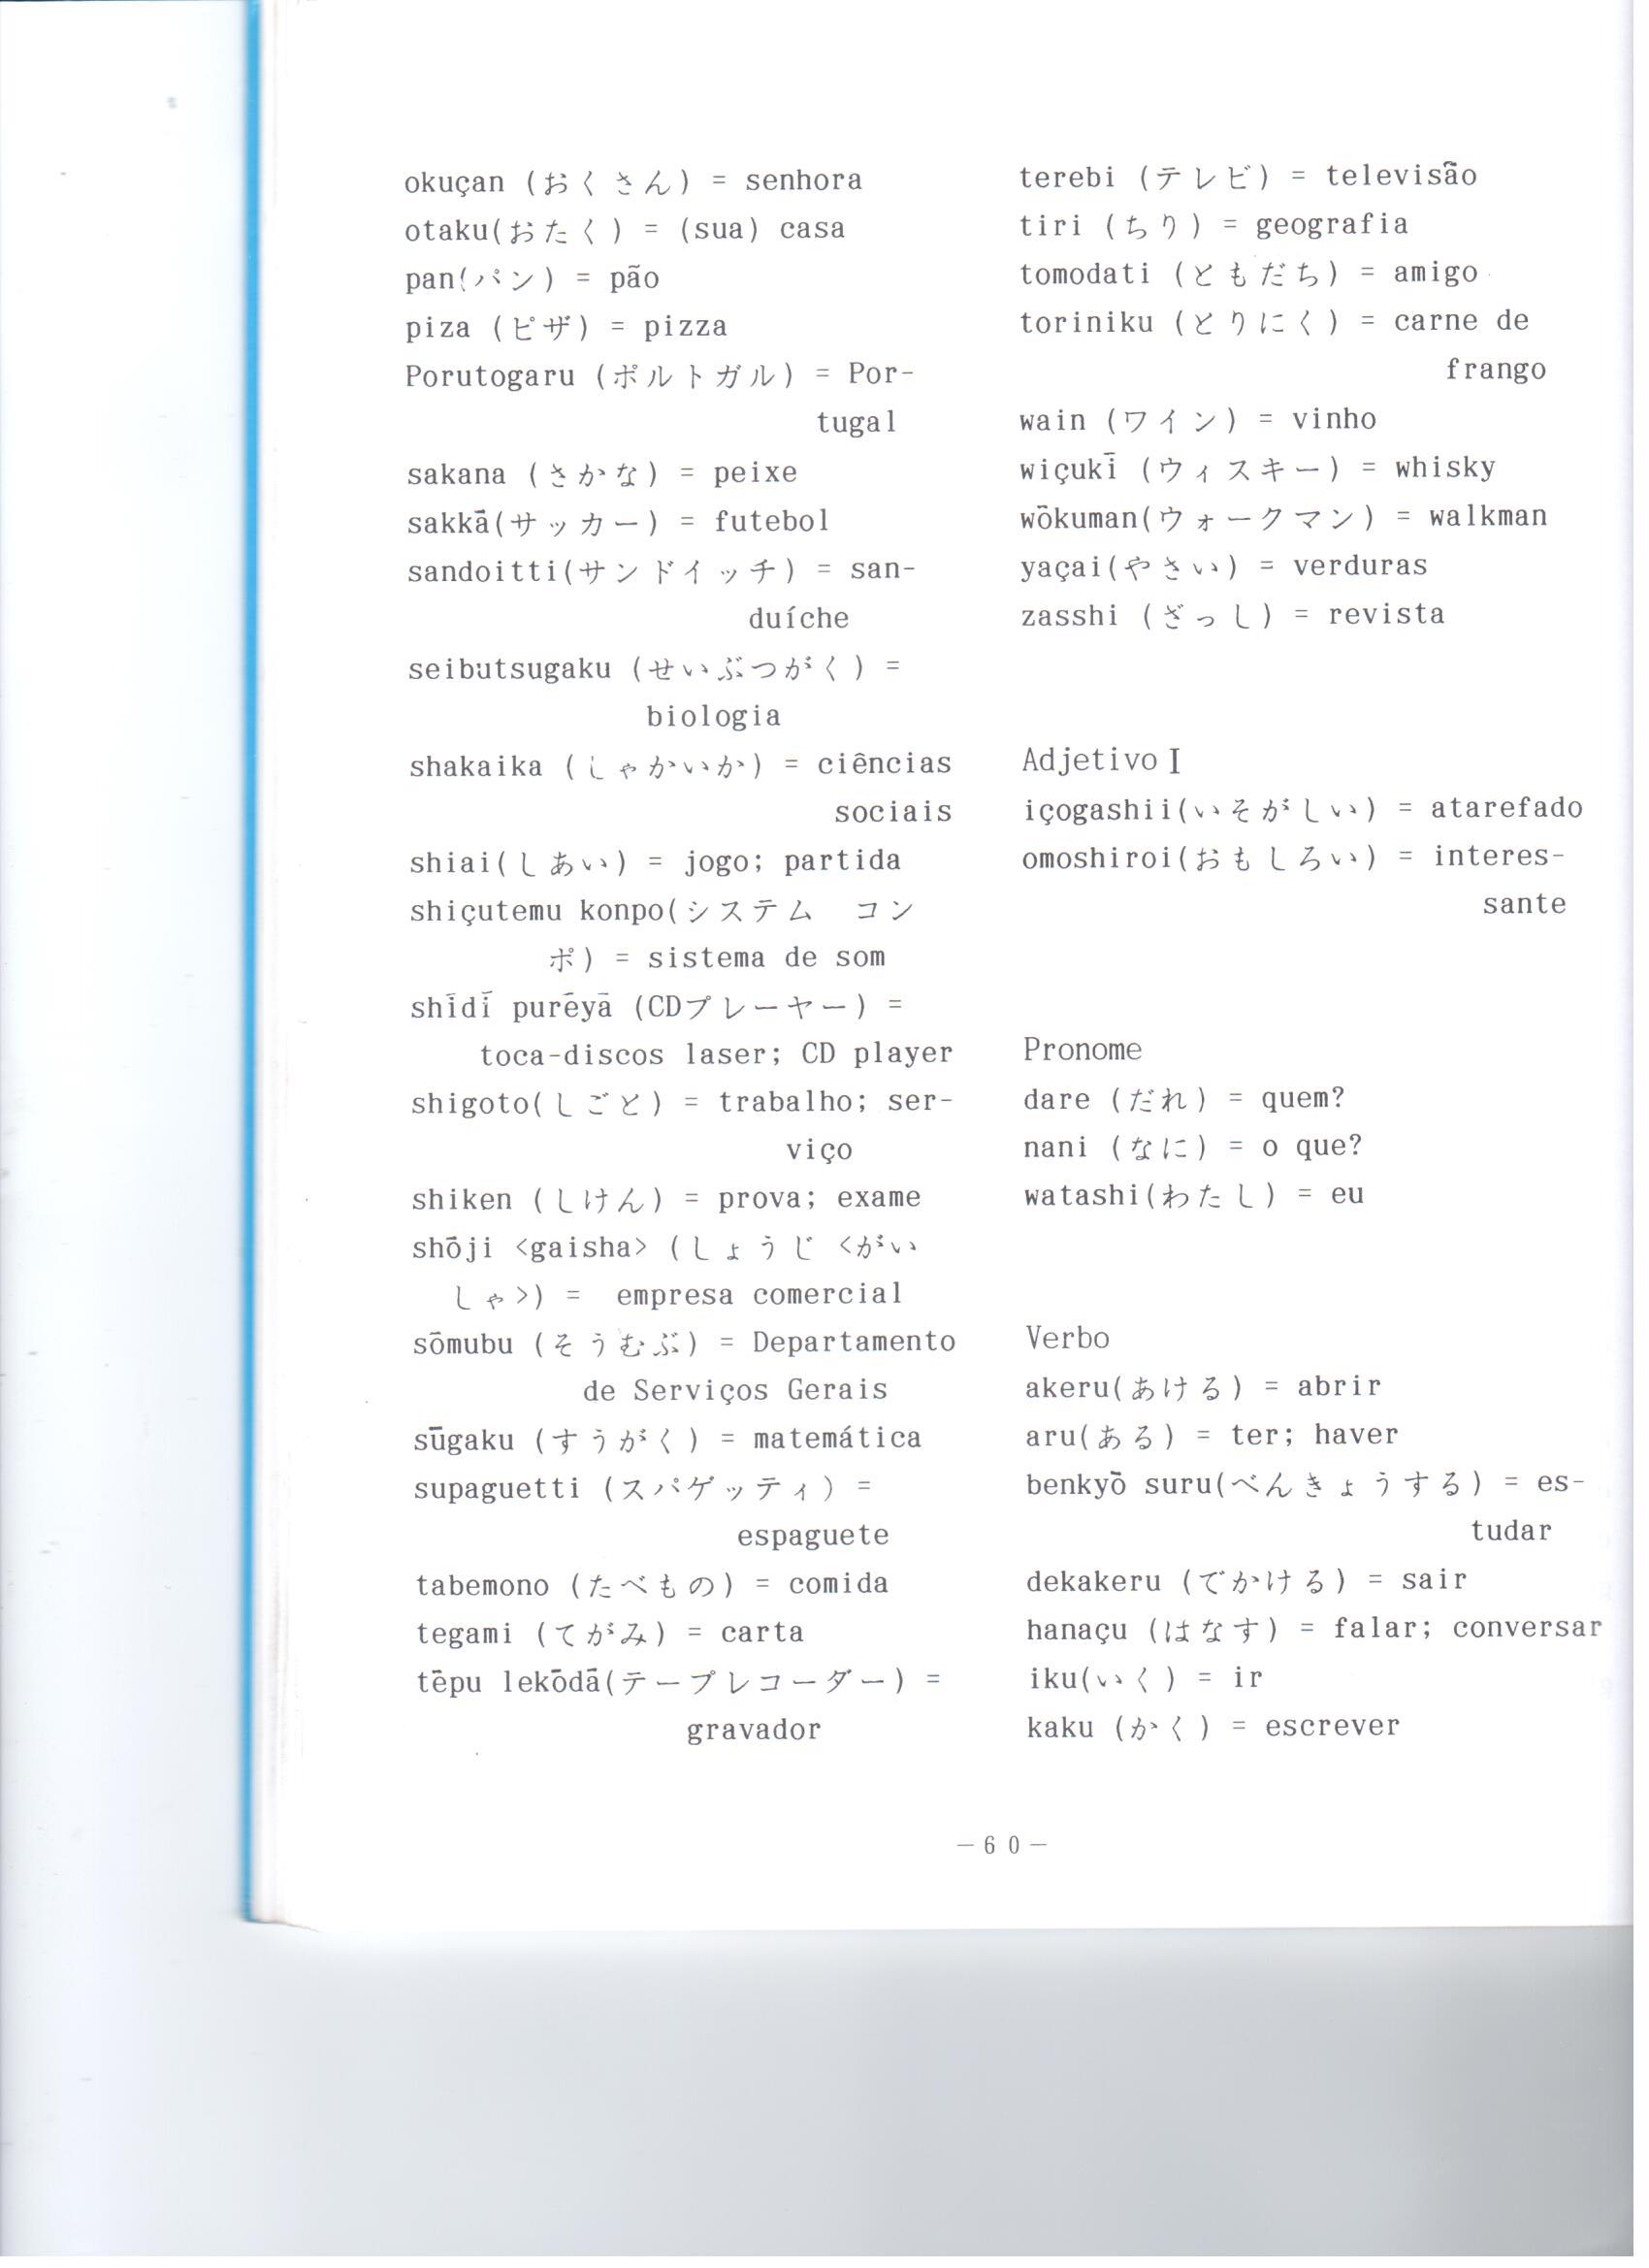 okuçan (おくさん) = senhora
otaku(おたく) = (sua) casa
pan(パン) = pão
piza (ピザ) = pizza
Porutogaru (ポルトガル) = Por-
tugal
sakana (さかな) = peixe
sakkā(サッカー) = futebol
sandoitti(サンドイッチ) = san-
duíche
seibutsugaku (せいぶつがく) =
biologia
shakaika (しゃかいか) = ciências
sociais
shiai(しあい) = jogo; partida
shiçutemu konpo(システム　コン
ポ) = sistema de som
shīdī purēyā (CDプレーヤー) =
toca-discos laser; CD player
shigoto(しごと) = trabalho; ser-
viço
shiken (しけん) = prova; exame
shōji <gaisha> (しょうじ <がい
しゃ>) = empresa comercial
sōmubu (そうむぶ) = Departamento
de Serviços Gerais
sūgaku (すうがく) = matemática
supaguetti (スパゲッティ) =
espaguete
tabemono (たべもの) = comida
tegami (てがみ) = carta
tēpu lekōdā(テープレコーダー) =
gravador
terebi (テレビ) = televisão
tiri (ちり) = geografia
tomodati (ともだち) = amigo
toriniku (とりにく) = carne de
frango
wain (ワイン) = vinho
wiçukī (ウィスキー) = whisky
wōkuman(ウォークマン) = walkman
yaçai(やさい) = verduras
zasshi (ざっし) = revista
Adjetivo I
içogashii(いそがしい) = atarefado
omoshiroi(おもしろい) = interes-
sante
Pronome
dare (だれ) = quem?
nani (なに) = o que?
watashi(わたし) = eu
Verbo
akeru(あける) = abrir
aru(ある) = ter; haver
benkyō suru(べんきょうする) = es-
tudar
dekakeru (でかける) = sair
hanaçu (はなす) = falar; conversar
iku(いく) = ir
kaku (かく) = escrever
－６０－